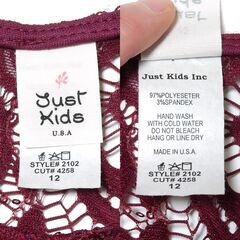 Just
Kids
U.S.A
STYLE# 2102
CUT# 4258
12
Just Kids Inc
97%POLYESETER
3%SPANDEX
HAND WASH
WITH COLD WATER
DO NOT BLEACH
HANG OR LINE DRY
MADE IN U.S.A.
STYLE# 2102
CUT# 4258
12